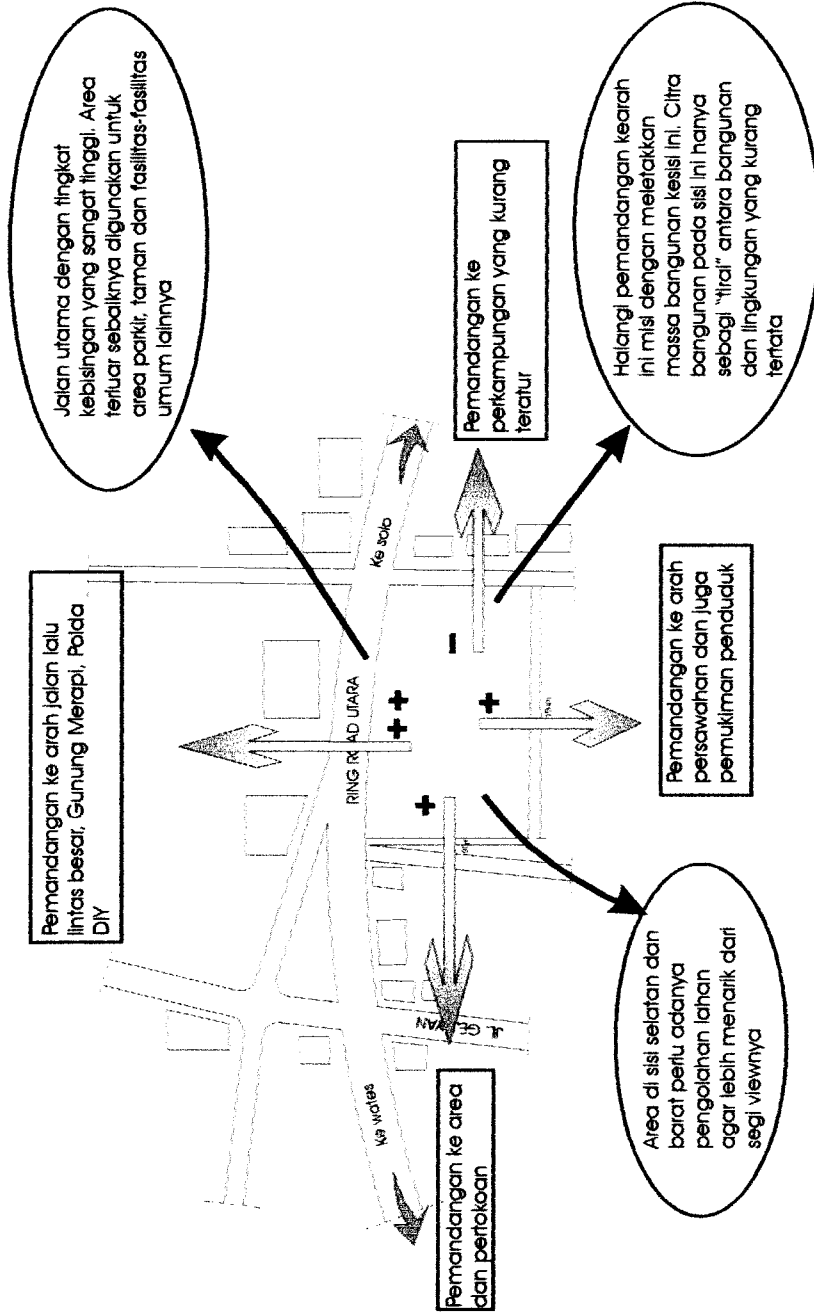 Jalan utama dengan tingkat
kebisingan yang sangat tinggi. Area
terluar sebaiknya digunakan untuk
area parkir, taman dan fasilitas-fasilitas
umum lainnya
Pemandangan ke arah jalan lalu
lintas besar, Gunung Merapi, Polda
DIY
Pemandangan ke
perkampungan yang kurang
teratur
Halangi pemandangan kearah
ini misi dengan meletakkan
massa bangunan kesisi ini. Citra
bangunan pada sisi ini hanya
sebagi "tirai" antara bangunan
dan lingkungan yang kurang
tertata
Ke solo
RING ROAD UTARA
Ke wates
+
+ +
-
+
Pemandangan ke area
dan pertokoan
Pemandangan ke arah
persawahan dan juga
pemukiman penduduk
Area di sisi selatan dan
barat perlu adanya
pengolahan lahan
agar lebih menarik dari
segi viewnya